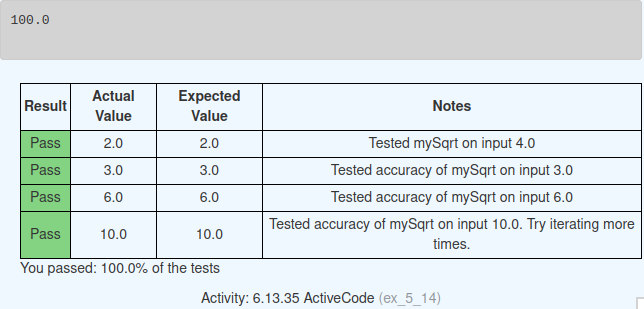 100.0
Result Actual Value Expected Value Notes
Pass 2.0 2.0 Tested mySqrt on input 4.0
Pass 3.0 3.0 Tested accuracy of mySqrt on input 3.0
Pass 6.0 6.0 Tested accuracy of mySqrt on input 6.0
Pass 10.0 10.0 Tested accuracy of mySqrt on input 10.0. Try iterating more
times.
You passed: 100.0% of the tests
Activity: 6.13.35 ActiveCode (ex_5_14)